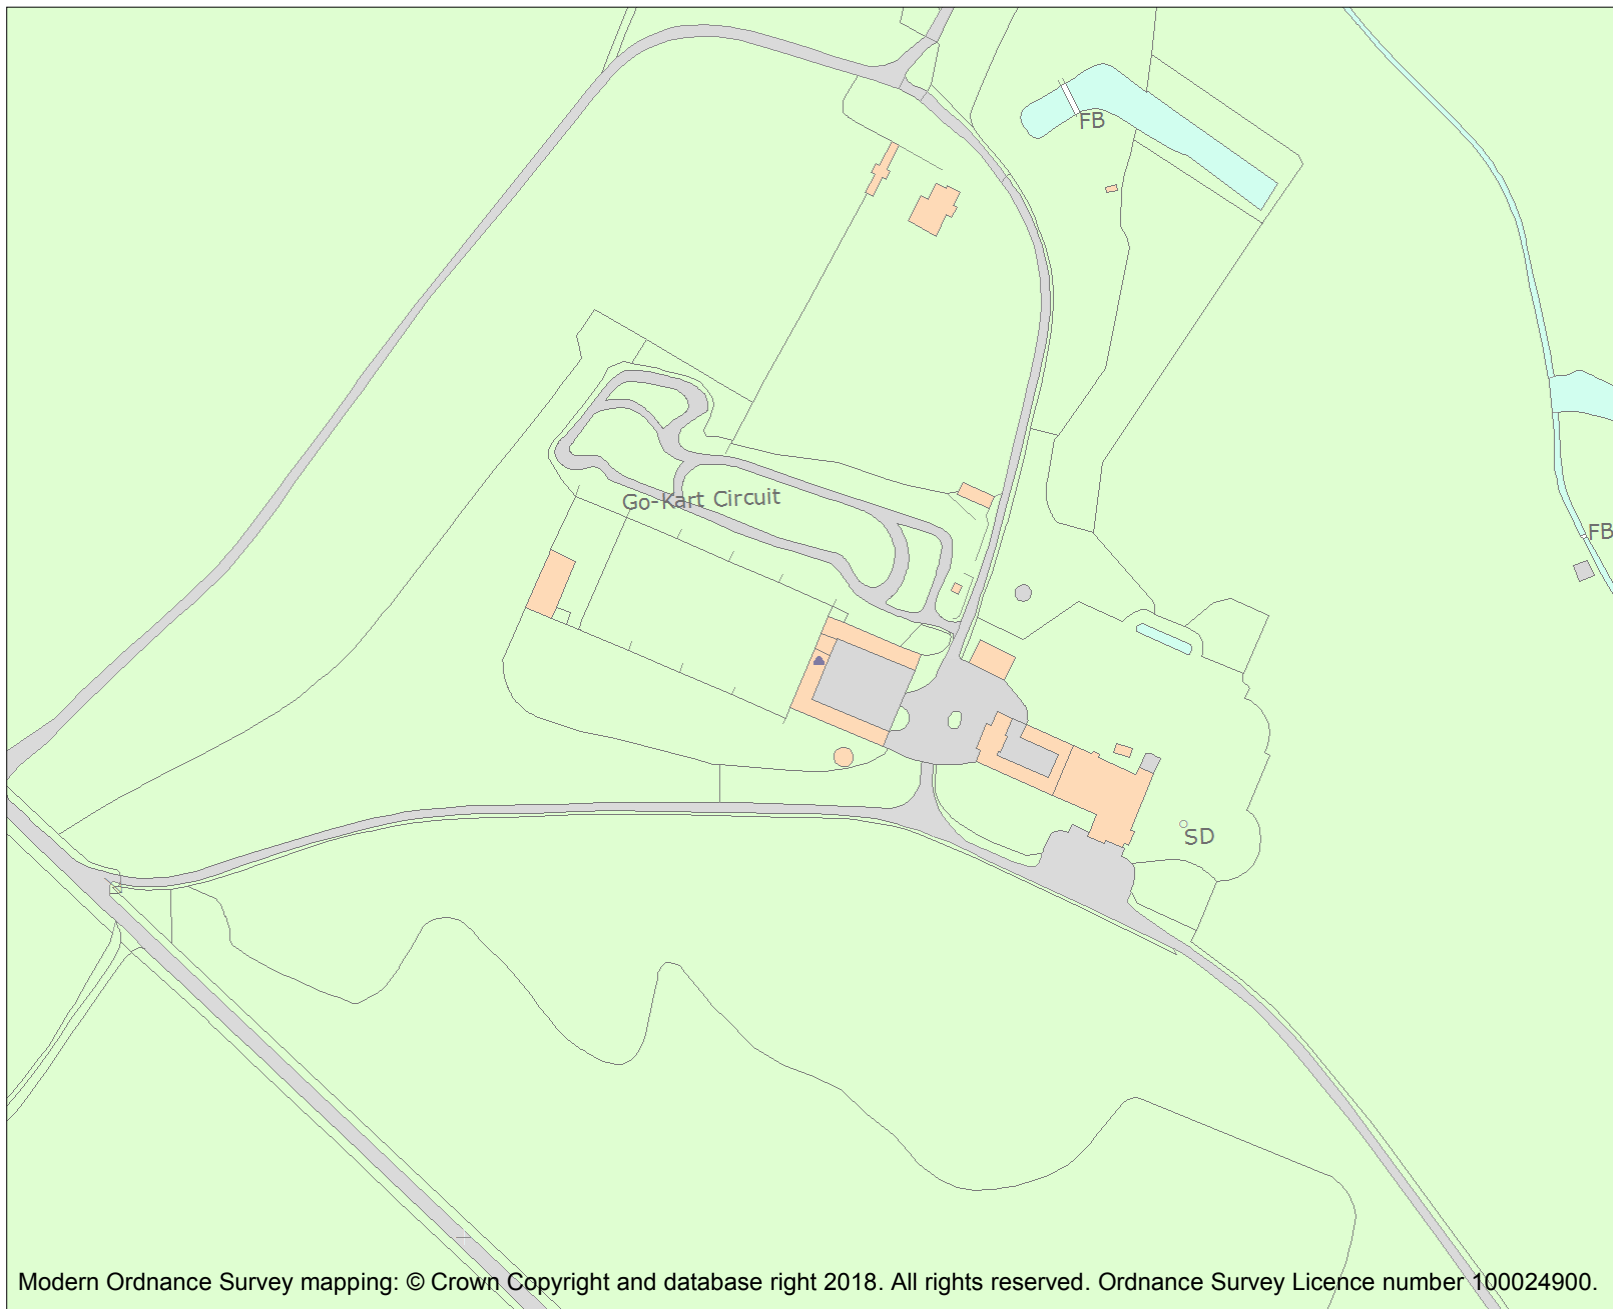 FB
Go-Kart Circuit
FB
SD
Modern Ordnance Survey mapping: © Crown Copyright and database right 2018. All rights reserved. Ordnance Survey Licence number 100024900.